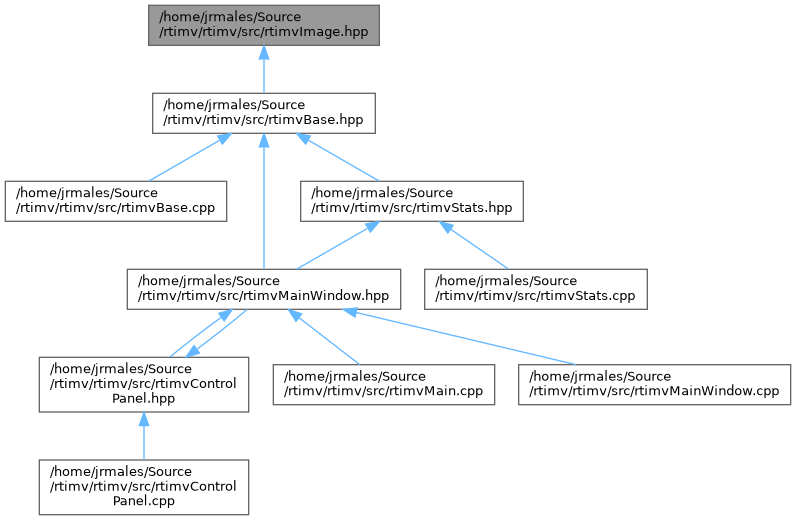 /home/jrmales/Source
/rtimv/rtimv/src/rtimvImage.hpp
/home/jrmales/Source
/rtimv/rtimv/src/rtimvBase.hpp
/home/jrmales/Source
/rtimv/rtimv/src/rtimvBase.cpp
/home/jrmales/Source
/rtimv/rtimv/src/rtimvStats.hpp
/home/jrmales/Source
/rtimv/rtimv/src/rtimvMainWindow.hpp
/home/jrmales/Source
/rtimv/rtimv/src/rtimvStats.cpp
/home/jrmales/Source
/rtimv/rtimv/src/rtimvControl
Panel.hpp
/home/jrmales/Source
/rtimv/rtimv/src/rtimvMain.cpp
/home/jrmales/Source
/rtimv/rtimv/src/rtimvMainWindow.cpp
/home/jrmales/Source
/rtimv/rtimv/src/rtimvControl
Panel.cpp